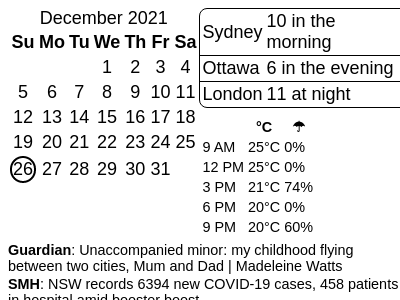 December 2021
Su Mo Tu We Th Fr Sa
1 2 3 4
5 6 7 8 9 10 11
12 13 14 15 16 17 18
19 20 21 22 23 24 25
26 27 28 29 30 31
Sydney 10 in the
morning
Ottawa 6 in the evening
London 11 at night
°C ☂
9 AM 25°C 0%
12 PM 25°C 0%
3 PM 21°C 74%
6 PM 20°C 0%
9 PM 20°C 60%
Guardian: Unaccompanied minor: my childhood flying
between two cities, Mum and Dad | Madeleine Watts
SMH: NSW records 6394 new COVID-19 cases, 458 patients
in hospital amid booster boost